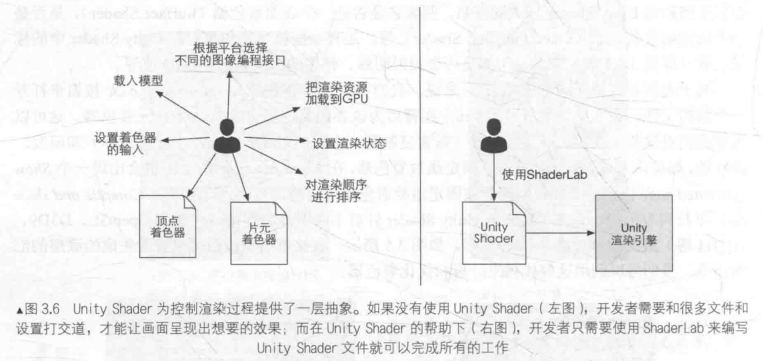 根据平台选择
不同的图像编程接口
载入模型
把渲染资源
加载到GPU
设置着色器
的输入
设置渲染状态
对渲染顺序
进行排序
顶点
着色器
片元
着色器
使用ShaderLab
Unity
Shader
Unity
渲染引擎
▲图 3.6 Unity Shader 为控制渲染过程提供了一层抽象。如果没有使用 Unity Shader（左图），开发者需要和很多文件和
设置打交道，才能让画面呈现出想要的效果；而在 Unity Shader 的帮助下（右图），开发者只需要使用 ShaderLab 来编写
Unity Shader 文件就可以完成所有的工作